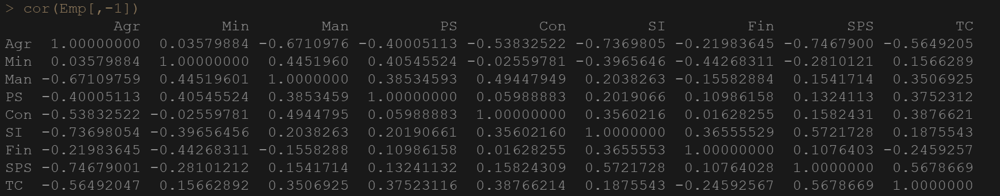 > cor(Emp[,-1])
Agr Min Man PS Con SI Fin SPS TC
Agr 1.00000000 0.03579884 -0.6710976 -0.40005113 -0.53832522 -0.7369805 -0.21983645 -0.7467900 -0.5649205
Min 0.03579884 1.00000000 0.4451960 0.40545524 -0.02559781 -0.3965646 -0.44268311 -0.2810121 0.1566289
Man -0.67109759 0.44519601 1.0000000 0.38534593 0.49447949 0.2038263 -0.15582884 0.1541714 0.3506925
PS -0.40005113 0.40545524 0.3853459 1.00000000 0.05988883 0.2019066 0.10986158 0.1324113 0.3752312
Con -0.53832522 -0.02559781 0.4944795 0.05988883 1.00000000 0.3560216 0.01628255 0.1582431 0.3876621
SI -0.73698054 -0.39656456 0.2038263 0.20190661 0.35602160 1.0000000 0.36555529 0.5721728 0.1875543
Fin -0.21983645 -0.44268311 -0.1558288 0.10986158 0.01628255 0.3655553 1.00000000 0.1076403 -0.2459257
SPS -0.74679001 -0.28101212 0.1541714 0.13241132 0.15824309 0.5721728 0.10764028 1.0000000 0.5678669
TC -0.56492047 0.15662892 0.3506925 0.37523116 0.38766214 0.1875543 -0.24592567 0.5678669 1.0000000